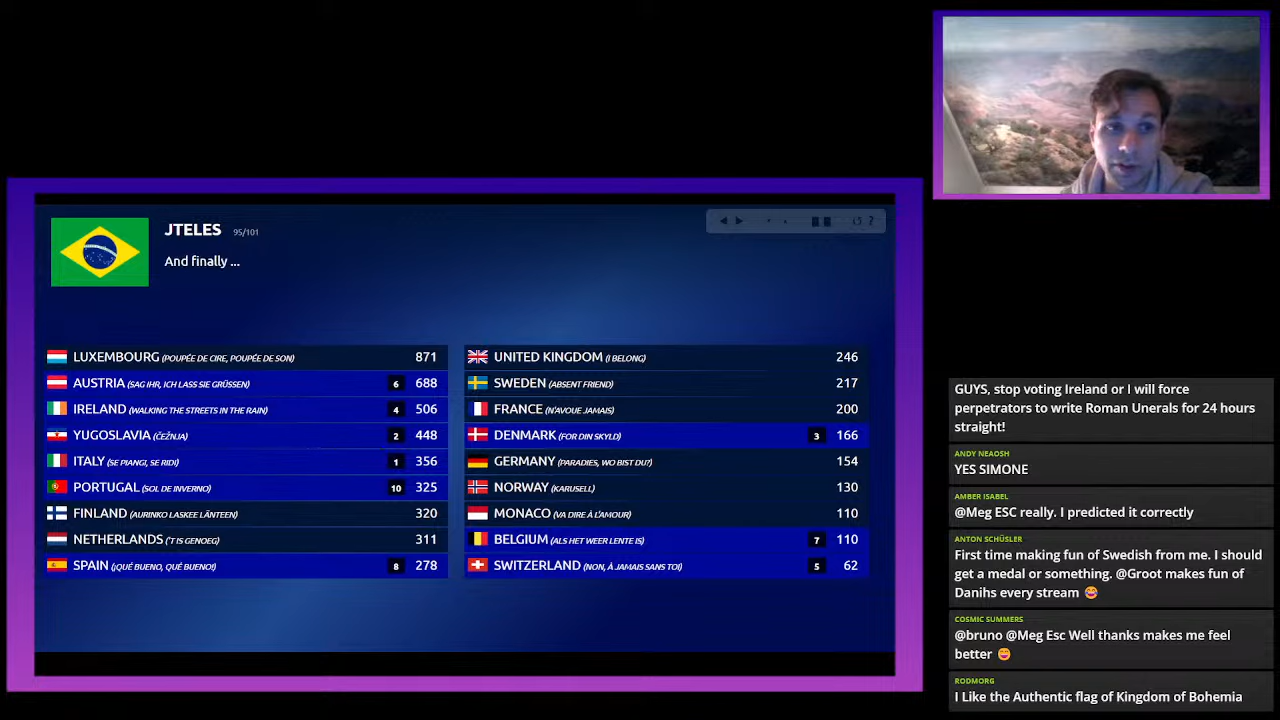 JTELES 95/101
And finally ...
LUXEMBOURG (POUPÉE DE CIRE, POUPÉE DE SON) 871
AUSTRIA (SAG IHR, ICH LASS SIE GRÜSSEN) 6 688
IRELAND (WALKING THE STREETS IN THE RAIN) 4 506
YUGOSLAVIA (ČEŽNJA) 2 448
ITALY (SE PIANGI, SE RIDI) 1 356
PORTUGAL (SOL DE INVERNO) 10 325
FINLAND (AURINKO LASKEE LÄNTEEN) 320
NETHERLANDS ('T IS GENOEG) 311
SPAIN (¡QUÉ BUENO, QUÉ BUENO!) 8 278
UNITED KINGDOM (I BELONG) 246
SWEDEN (ABSENT FRIEND) 217
FRANCE (N'AVOUE JAMAIS) 200
DENMARK (FOR DIN SKYLD) 3 166
GERMANY (PARADIES, WO BIST DU?) 154
NORWAY (KARUSELL) 130
MONACO (VA DIRE À L'AMOUR) 110
BELGIUM (ALS HET WEER LENTE IS) 7 110
SWITZERLAND (NON, À JAMAIS SANS TOI) 5 62
GUYS, stop voting Ireland or I will force
perpetrators to write Roman Unerals for 24 hours
straight!
ANDY NEAOSH
YES SIMONE
AMBER ISABEL
@Meg ESC really. I predicted it correctly
ANTON SCHÜSLER
First time making fun of Swedish from me. I should
get a medal or something. @Groot makes fun of
Danihs every stream 😂
COSMIC SUMMERS
@bruno @Meg Esc Well thanks makes me feel
better 😄
RODMORG
I Like the Authentic flag of Kingdom of Bohemia